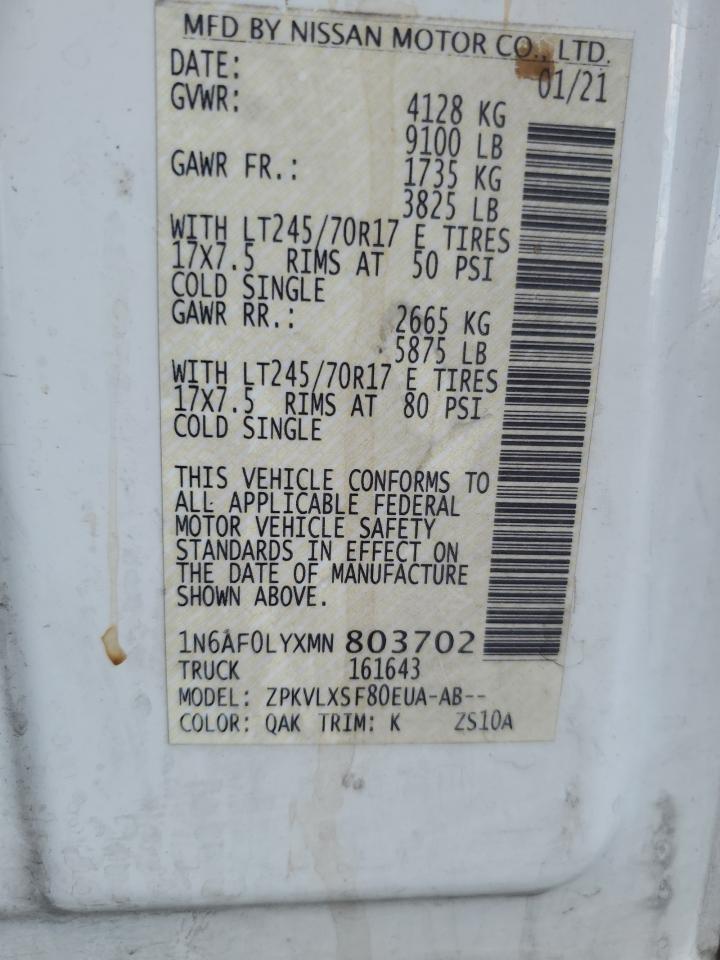 MFD BY NISSAN MOTOR CO., LTD.
DATE: 01/21
GVWR: 4128 KG
9100 LB
GAWR FR.: 1735 KG
3825 LB
WITH LT245/70R17 E TIRES
17X7.5 RIMS AT 50 PSI
COLD SINGLE
GAWR RR.: 2665 KG
5875 LB
WITH LT245/70R17 E TIRES
17X7.5 RIMS AT 80 PSI
COLD SINGLE
THIS VEHICLE CONFORMS TO
ALL APPLICABLE FEDERAL
MOTOR VEHICLE SAFETY
STANDARDS IN EFFECT ON
THE DATE OF MANUFACTURE
SHOWN ABOVE.
1N6AF0LYXMN 803702
TRUCK 161643
MODEL: ZPKVLXSF80EUA-AB--
COLOR: QAK TRIM: K ZS10A